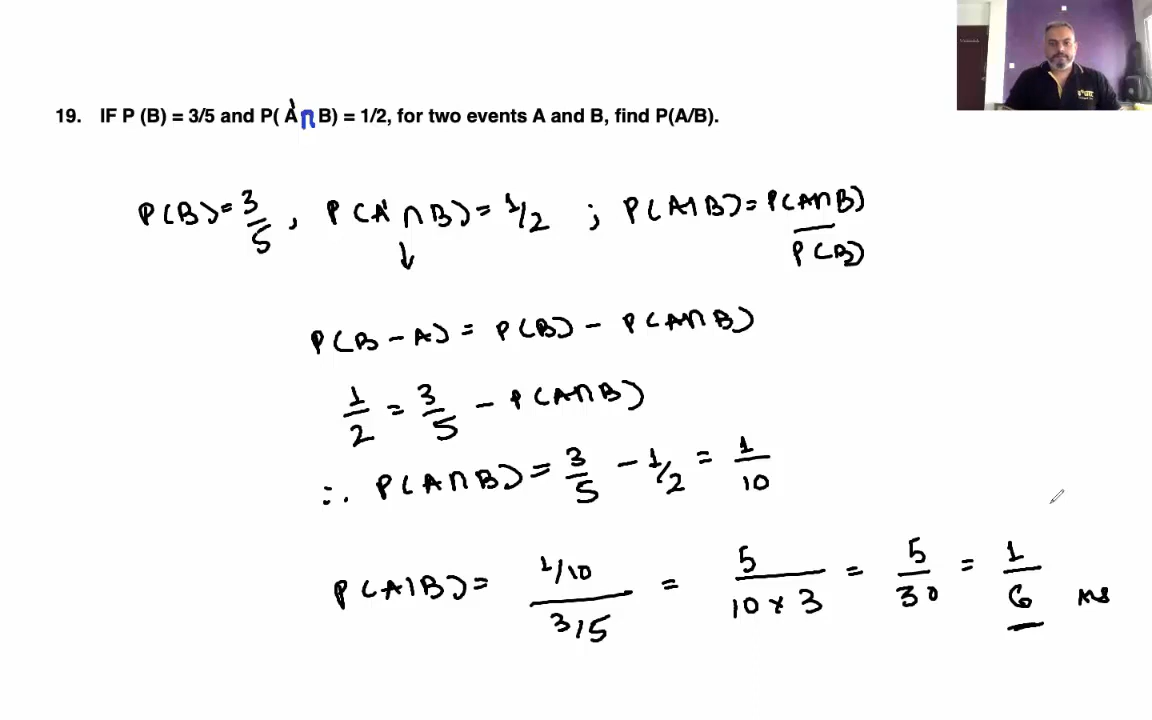 19. IF P (B) = 3/5 and P( A' ∩ B) = 1/2, for two events A and B, find P(A/B).
P(B) = 3/5 , P(A' ∩ B) = 1/2 ; P(A|B) = P(A∩B)/P(B)
↓
P(B - A) = P(B) - P(A∩B)
1/2 = 3/5 - P(A∩B)
∴ P(A∩B) = 3/5 - 1/2 = 1/10
P(A|B) = 1/10 / 3/5 = 5/(10 × 3) = 5/30 = 1/6 Ans